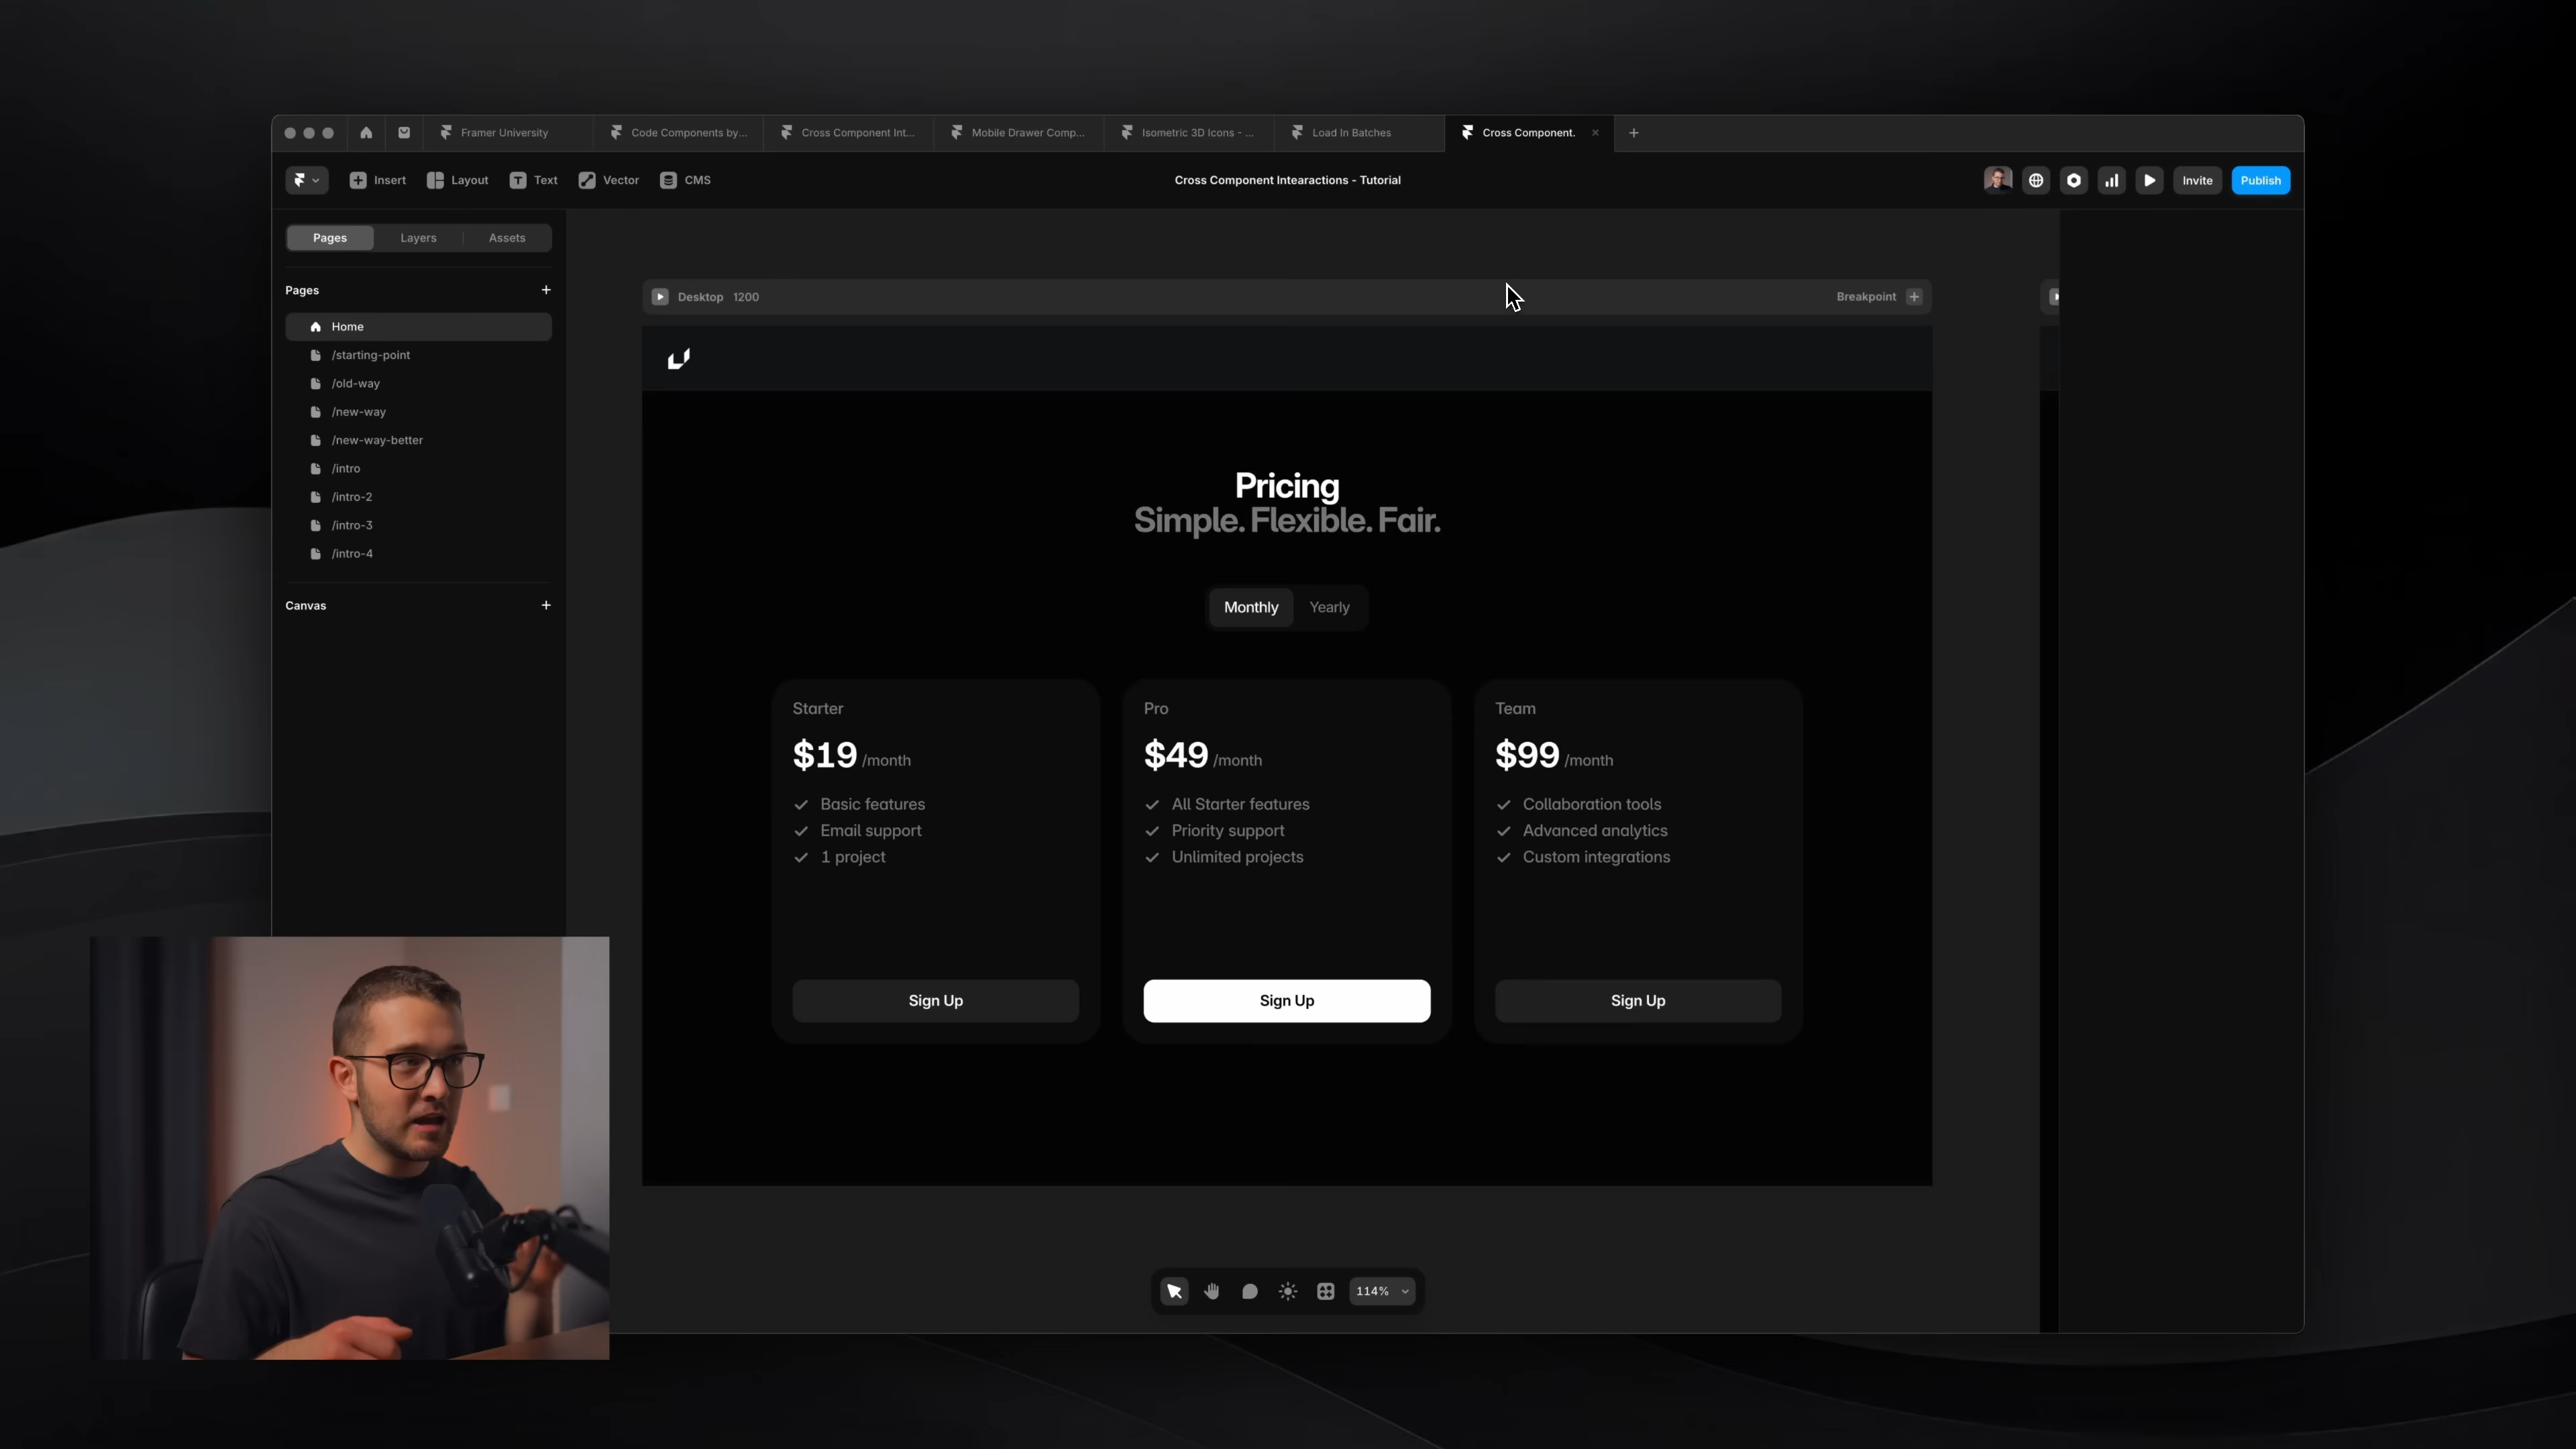 Framer University
Code Components by...
Cross Component Int...
Mobile Drawer Comp...
Isometric 3D Icons - ...
Load In Batches
Cross Component.
Insert
Layout
Text
Vector
CMS
Cross Component Intearactions - Tutorial
Invite
Publish
Pages
Layers
Assets
Pages
Home
/starting-point
/old-way
/new-way
/new-way-better
/intro
/intro-2
/intro-3
/intro-4
Canvas
Desktop 1200
Breakpoint
Pricing
Simple. Flexible. Fair.
Monthly
Yearly
Starter
$19 /month
Basic features
Email support
1 project
Sign Up
Pro
$49 /month
All Starter features
Priority support
Unlimited projects
Sign Up
Team
$99 /month
Collaboration tools
Advanced analytics
Custom integrations
Sign Up
114%